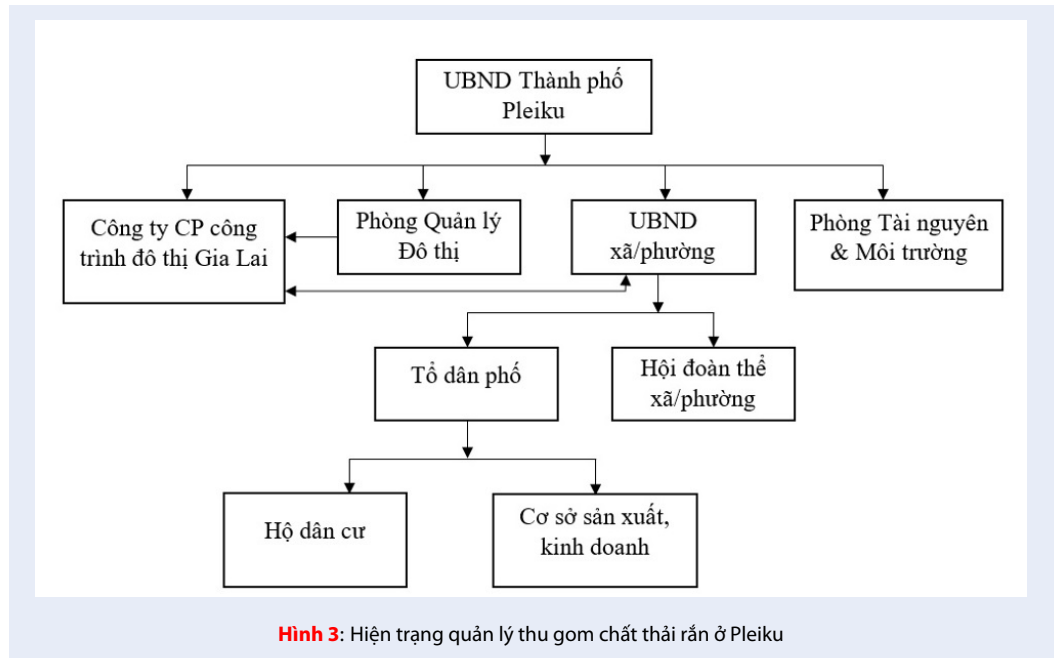 UBND Thành phố
Pleiku
Công ty CP công
trình đô thị Gia Lai
Phòng Quản lý
Đô thị
UBND
xã/phường
Phòng Tài nguyên
& Môi trường
Tổ dân phố
Hội đoàn thể
xã/phường
Hộ dân cư
Cơ sở sản xuất,
kinh doanh
Hình 3: Hiện trạng quản lý thu gom chất thải rắn ở Pleiku